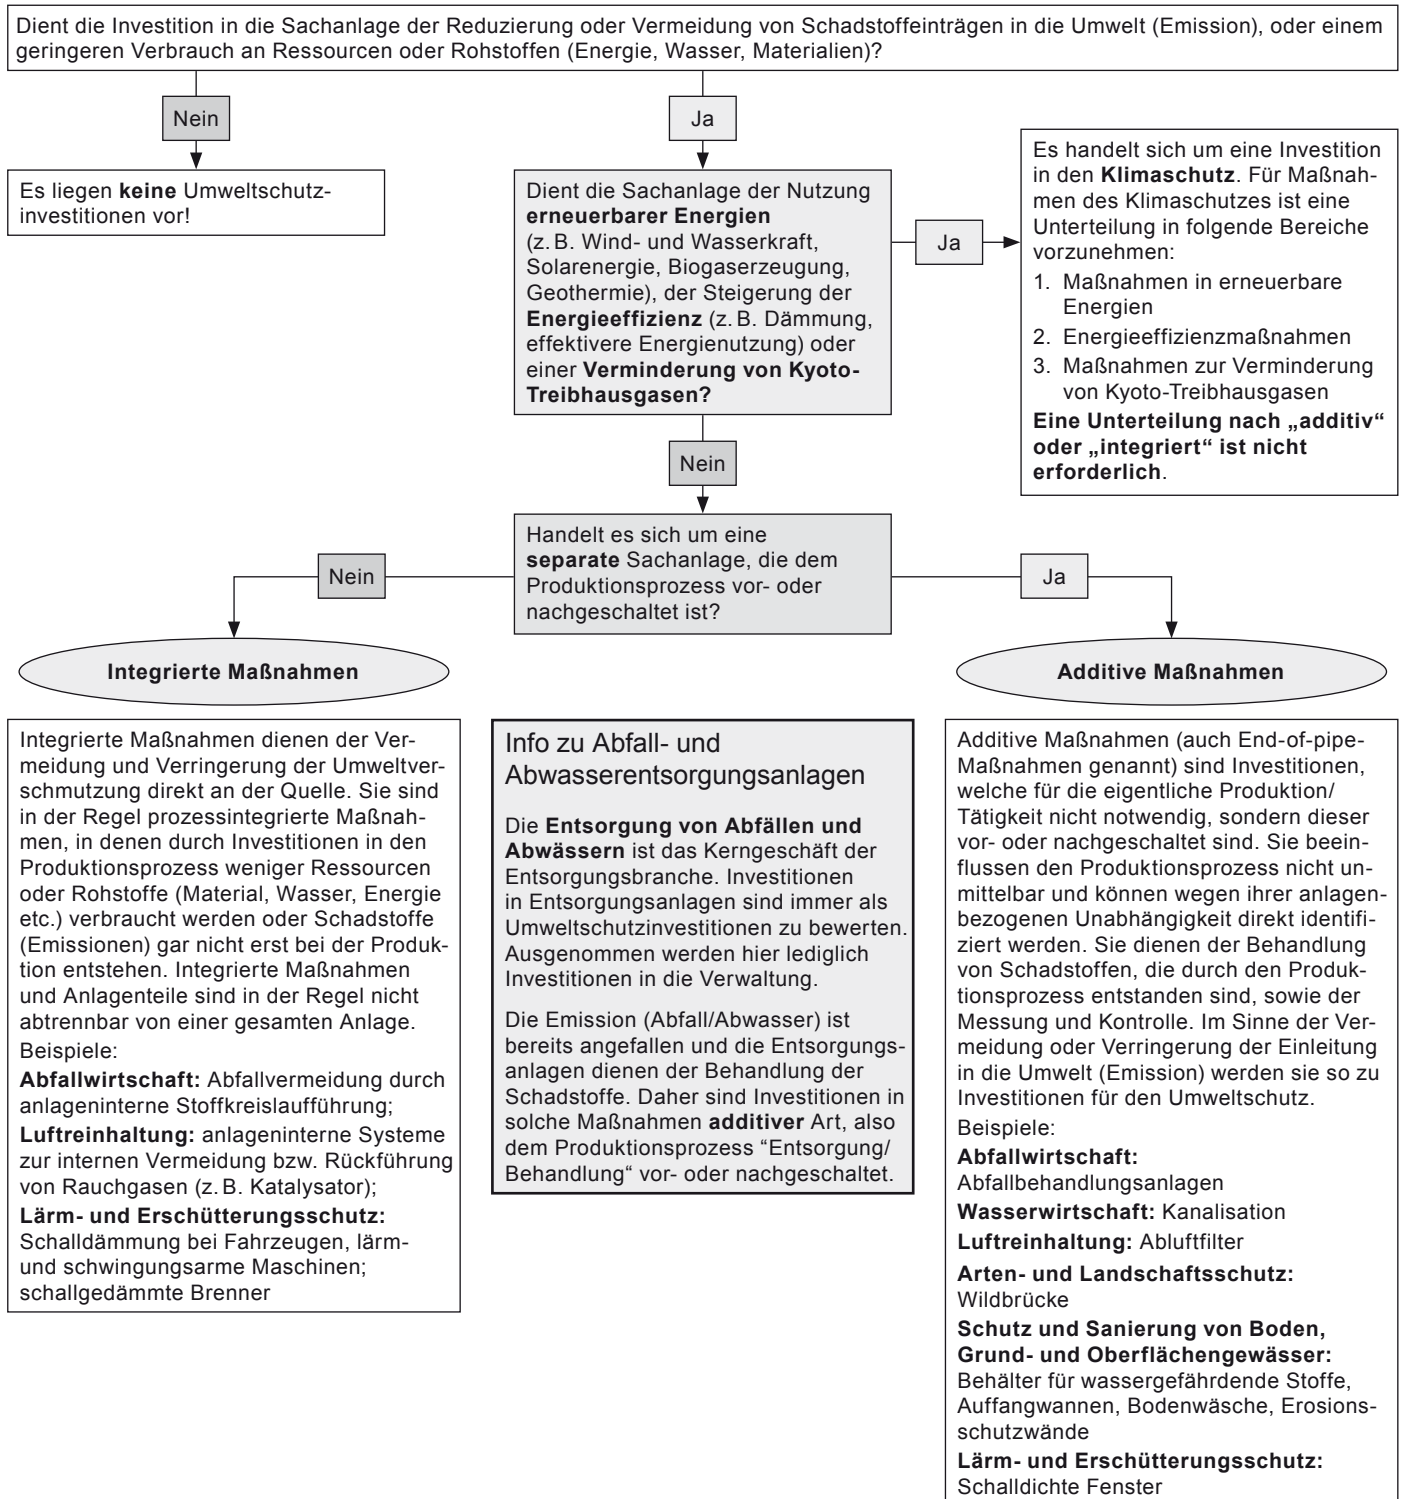 Dient die Investition in die Sachanlage der Reduzierung oder Vermeidung von Schadstoffeinträgen in die Umwelt (Emission), oder einem
geringeren Verbrauch an Ressourcen oder Rohstoffen (Energie, Wasser, Materialien)?
Nein
Ja
Es liegen keine Umweltschutz-
investitionen vor!
Dient die Sachanlage der Nutzung
erneuerbarer Energien
(z. B. Wind- und Wasserkraft,
Solarenergie, Biogaserzeugung,
Geothermie), der Steigerung der
Energieeffizienz (z. B. Dämmung,
effektivere Energienutzung) oder
einer Verminderung von Kyoto-
Treibhausgasen?
Ja
Es handelt sich um eine Investition
in den Klimaschutz. Für Maßnah-
men des Klimaschutzes ist eine
Unterteilung in folgende Bereiche
vorzunehmen:
1. Maßnahmen in erneuerbare
Energien
2. Energieeffizienzmaßnahmen
3. Maßnahmen zur Verminderung
von Kyoto-Treibhausgasen
Eine Unterteilung nach „additiv“
oder „integriert“ ist nicht
erforderlich.
Nein
Handelt es sich um eine
separate Sachanlage, die dem
Produktionsprozess vor- oder
nachgeschaltet ist?
Nein
Ja
Integrierte Maßnahmen
Additive Maßnahmen
Integrierte Maßnahmen dienen der Ver-
meidung und Verringerung der Umweltver-
schmutzung direkt an der Quelle. Sie sind
in der Regel prozessintegrierte Maßnah-
men, in denen durch Investitionen in den
Produktionsprozess weniger Ressourcen
oder Rohstoffe (Material, Wasser, Energie
etc.) verbraucht werden oder Schadstoffe
(Emissionen) gar nicht erst bei der Produk-
tion entstehen. Integrierte Maßnahmen
und Anlagenteile sind in der Regel nicht
abtrennbar von einer gesamten Anlage.
Beispiele:
Abfallwirtschaft: Abfallvermeidung durch
anlageninterne Stoffkreislaufführung;
Luftreinhaltung: anlageninterne Systeme
zur internen Vermeidung bzw. Rückführung
von Rauchgasen (z. B. Katalysator);
Lärm- und Erschütterungsschutz:
Schalldämmung bei Fahrzeugen, lärm-
und schwingungsarme Maschinen;
schallgedämmte Brenner
Info zu Abfall- und
Abwasserentsorgungsanlagen
Die Entsorgung von Abfällen und
Abwässern ist das Kerngeschäft der
Entsorgungsbranche. Investitionen
in Entsorgungsanlagen sind immer als
Umweltschutzinvestitionen zu bewerten.
Ausgenommen werden hier lediglich
Investitionen in die Verwaltung.
Die Emission (Abfall/Abwasser) ist
bereits angefallen und die Entsorgungs-
anlagen dienen der Behandlung der
Schadstoffe. Daher sind Investitionen in
solche Maßnahmen additiver Art, also
dem Produktionsprozess “Entsorgung/
Behandlung“ vor- oder nachgeschaltet.
Additive Maßnahmen (auch End-of-pipe-
Maßnahmen genannt) sind Investitionen,
welche für die eigentliche Produktion/
Tätigkeit nicht notwendig, sondern dieser
vor- oder nachgeschaltet sind. Sie beein-
flussen den Produktionsprozess nicht un-
mittelbar und können wegen ihrer anlagen-
bezogenen Unabhängigkeit direkt identifi-
ziert werden. Sie dienen der Behandlung
von Schadstoffen, die durch den Produk-
tionsprozess entstanden sind, sowie der
Messung und Kontrolle. Im Sinne der Ver-
meidung oder Verringerung der Einleitung
in die Umwelt (Emission) werden sie so zu
Investitionen für den Umweltschutz.
Beispiele:
Abfallwirtschaft:
Abfallbehandlungsanlagen
Wasserwirtschaft: Kanalisation
Luftreinhaltung: Abluftfilter
Arten- und Landschaftsschutz:
Wildbrücke
Schutz und Sanierung von Boden,
Grund- und Oberflächengewässer:
Behälter für wassergefährdende Stoffe,
Auffangwannen, Bodenwäsche, Erosions-
schutzwände
Lärm- und Erschütterungsschutz:
Schalldichte Fenster